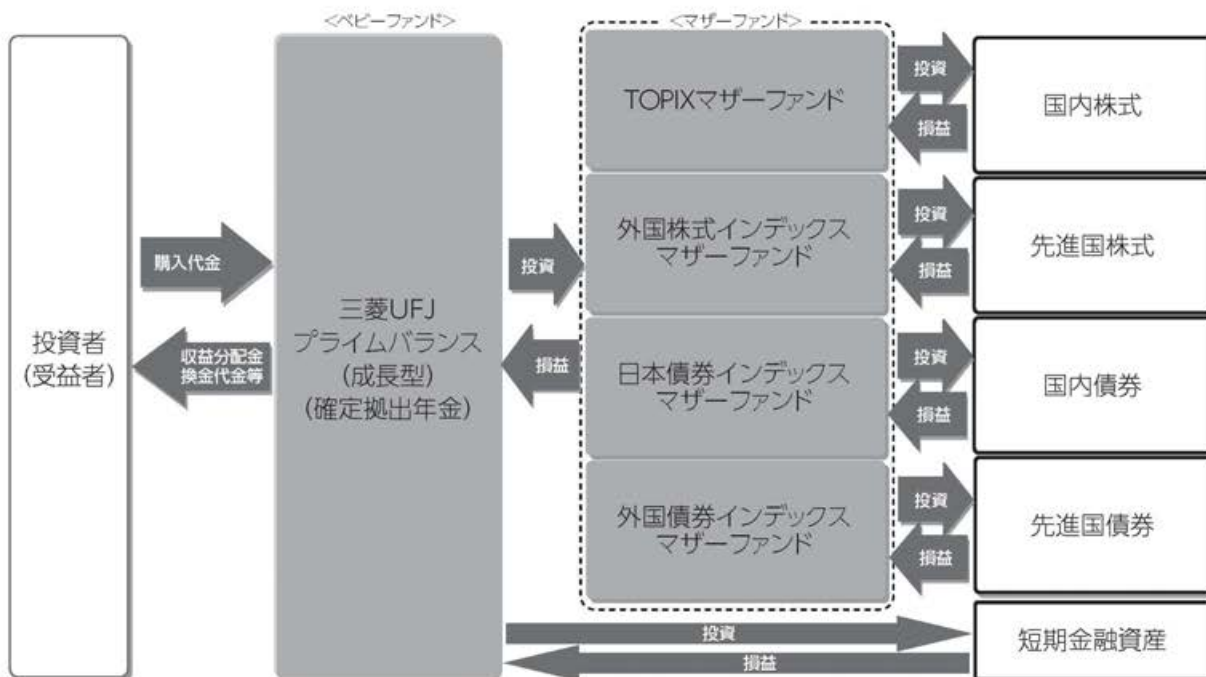 <ベビーファンド>
<マザーファンド>
投資者
(受益者)
購入代金
収益分配金
換金代金等
三菱UFJ
プライムバランス
(成長型)
(確定拠出年金)
投資
損益
TOPIXマザーファンド
投資
損益
国内株式
外国株式インデックス
マザーファンド
投資
損益
先進国株式
日本債券インデックス
マザーファンド
投資
損益
国内債券
外国債券インデックス
マザーファンド
投資
損益
先進国債券
投資
損益
短期金融資産